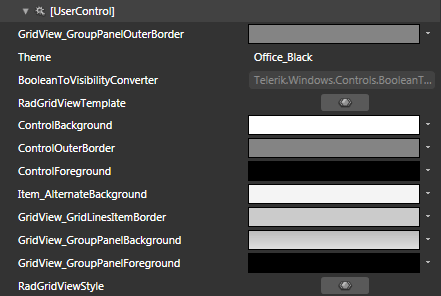 [UserControl]
GridView_GroupPanelOuterBorder
Theme Office_Black
BooleanToVisibilityConverter Telerik.Windows.Controls.BooleanT...
RadGridViewTemplate
ControlBackground
ControlOuterBorder
ControlForeground
Item_AlternateBackground
GridView_GridLinesItemBorder
GridView_GroupPanelBackground
GridView_GroupPanelForeground
RadGridViewStyle